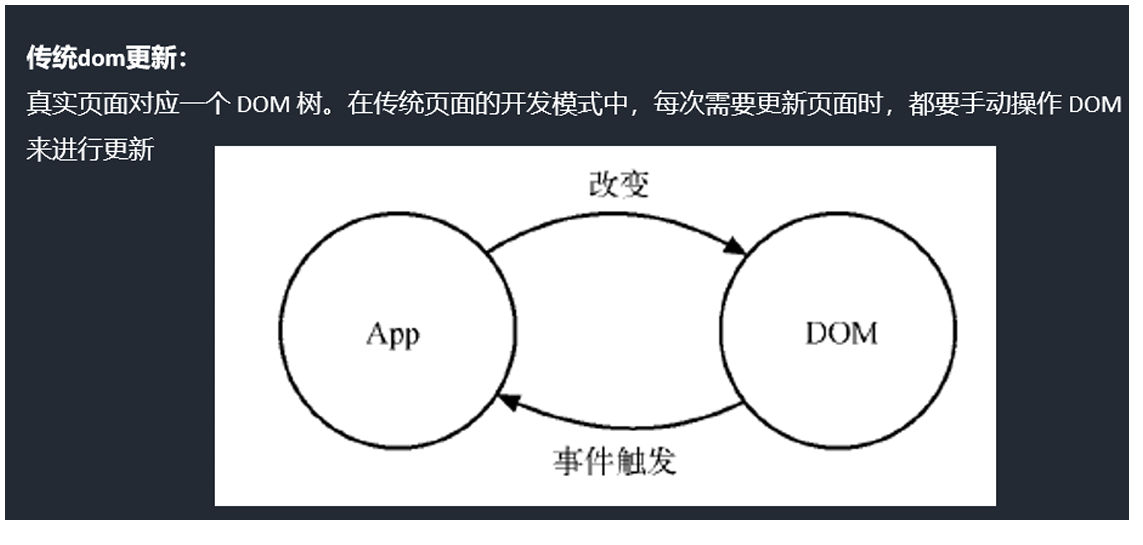 传统dom更新：
真实页面对应一个 DOM 树。在传统页面的开发模式中，每次需要更新页面时，都要手动操作 DOM
来进行更新
改变
App
DOM
事件触发